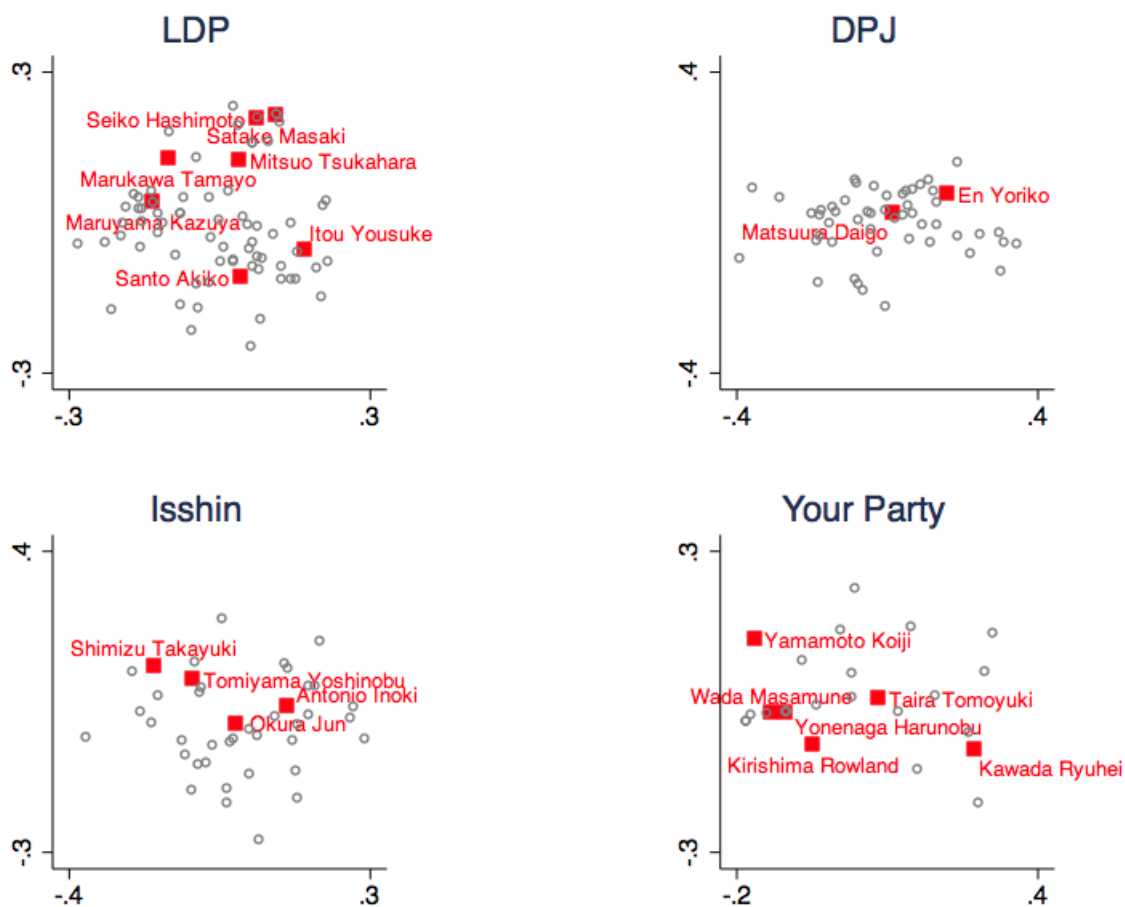 LDP
.3
Seiko Hashimoto
Satake Masaki
Mitsuo Tsukahara
Marukawa Tamayo
Maruyama Kazuya
Itou Yousuke
Santo Akiko
-.3
-.3
.3
DPJ
.4
En Yoriko
Matsuura Daigo
-.4
-.4
.4
Isshin
.4
Shimizu Takayuki
Tomiyama Yoshinobu
Antonio Inoki
Okura Jun
-.3
-.4
.3
Your Party
.3
Yamamoto Koiji
Wada Masamune
Taira Tomoyuki
Yonenaga Harunobu
Kirishima Rowland
Kawada Ryuhei
-.3
-.2
.4